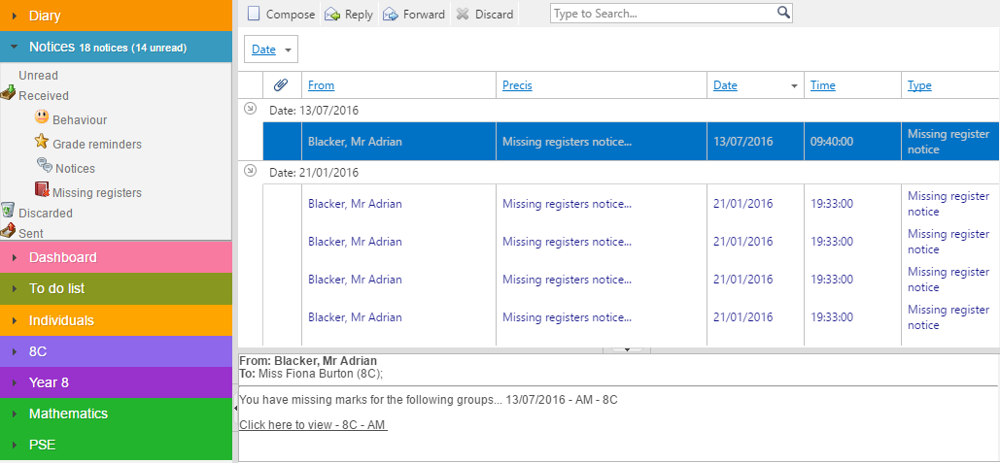 Diary
Notices 18 notices (14 unread)
Unread
Received
Behaviour
Grade reminders
Notices
Missing registers
Discarded
Sent
Dashboard
To do list
Individuals
8C
Year 8
Mathematics
PSE
Compose Reply Forward Discard Type to Search...
Date
From Precis Date Time Type
Date: 13/07/2016
Blacker, Mr Adrian Missing registers notice... 13/07/2016 09:40:00 Missing register
notice
Date: 21/01/2016
Blacker, Mr Adrian Missing registers notice... 21/01/2016 19:33:00 Missing register
notice
Blacker, Mr Adrian Missing registers notice... 21/01/2016 19:33:00 Missing register
notice
Blacker, Mr Adrian Missing registers notice... 21/01/2016 19:33:00 Missing register
notice
Blacker, Mr Adrian Missing registers notice... 21/01/2016 19:33:00 Missing register
notice
From: Blacker, Mr Adrian
To: Miss Fiona Burton (8C);
You have missing marks for the following groups... 13/07/2016 - AM - 8C
Click here to view - 8C - AM